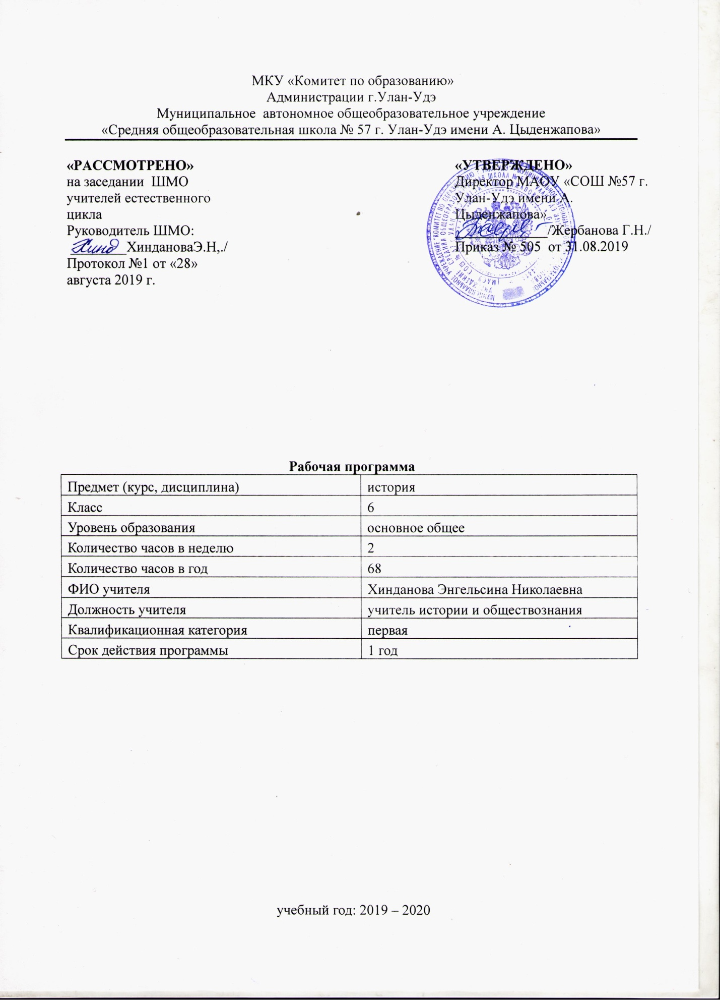 МКУ «Комитет по образованию»
Администрации г.Улан-Удэ
Муниципальное  автономное общеобразовательное учреждение
«Средняя общеобразовательная школа № 57 г. Улан-Удэ имени А. Цыденжапова»
«РАССМОТРЕНО»
на заседании  ШМО
учителей естественного
цикла
Руководитель ШМО:
ХиндановаЭ.Н,./
Протокол №1 от «28»
августа 2019 г.
«УТВЕРЖДЕНО»
Директор МАОУ «СОШ №57 г.
Улан-Удэ имени А.
Цыденжапова»
/Жербанова Г.Н./
Приказ № 505  от 31.08.2019
Рабочая программа
Предмет (курс, дисциплина) история
Класс 6
Уровень образования основное общее
Количество часов в неделю 2
Количество часов в год 68
ФИО учителя Хинданова Энгельсина Николаевна
Должность учителя учитель истории и обществознания
Квалификационная категория первая
Срок действия программы 1 год
учебный год: 2019 – 2020